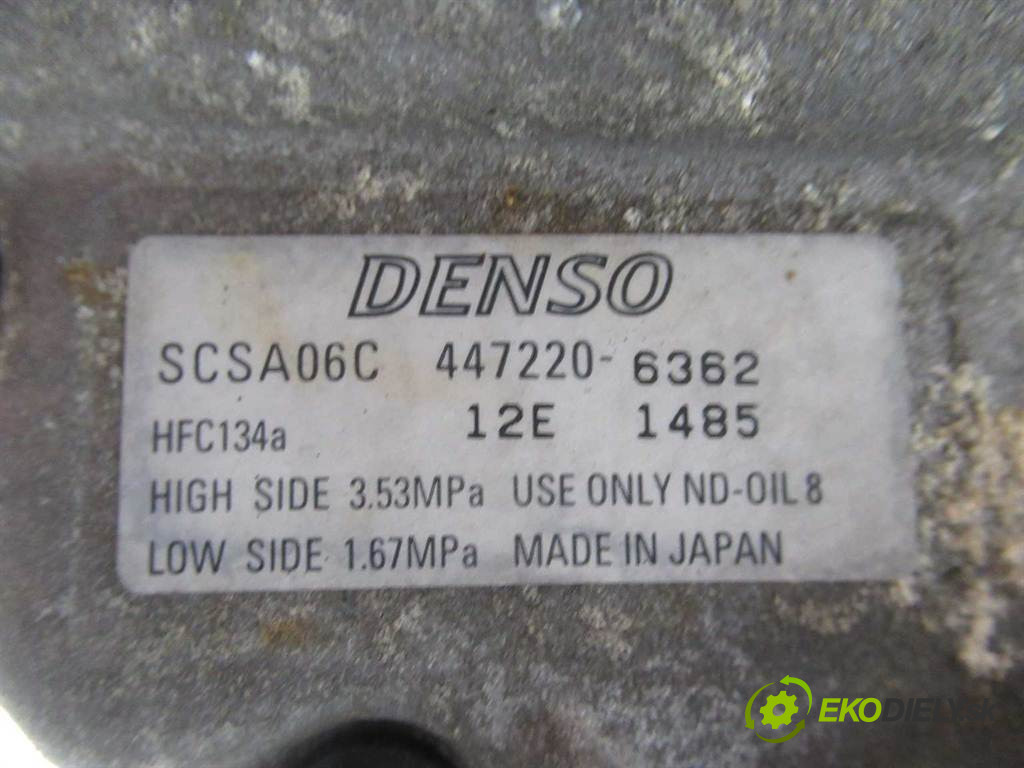 DENSO
SCSA06C 447220-6362
HFC134a 12E 1485
HIGH SIDE 3.53MPa USE ONLY ND-OIL 8
LOW SIDE 1.67MPa MADE IN JAPAN